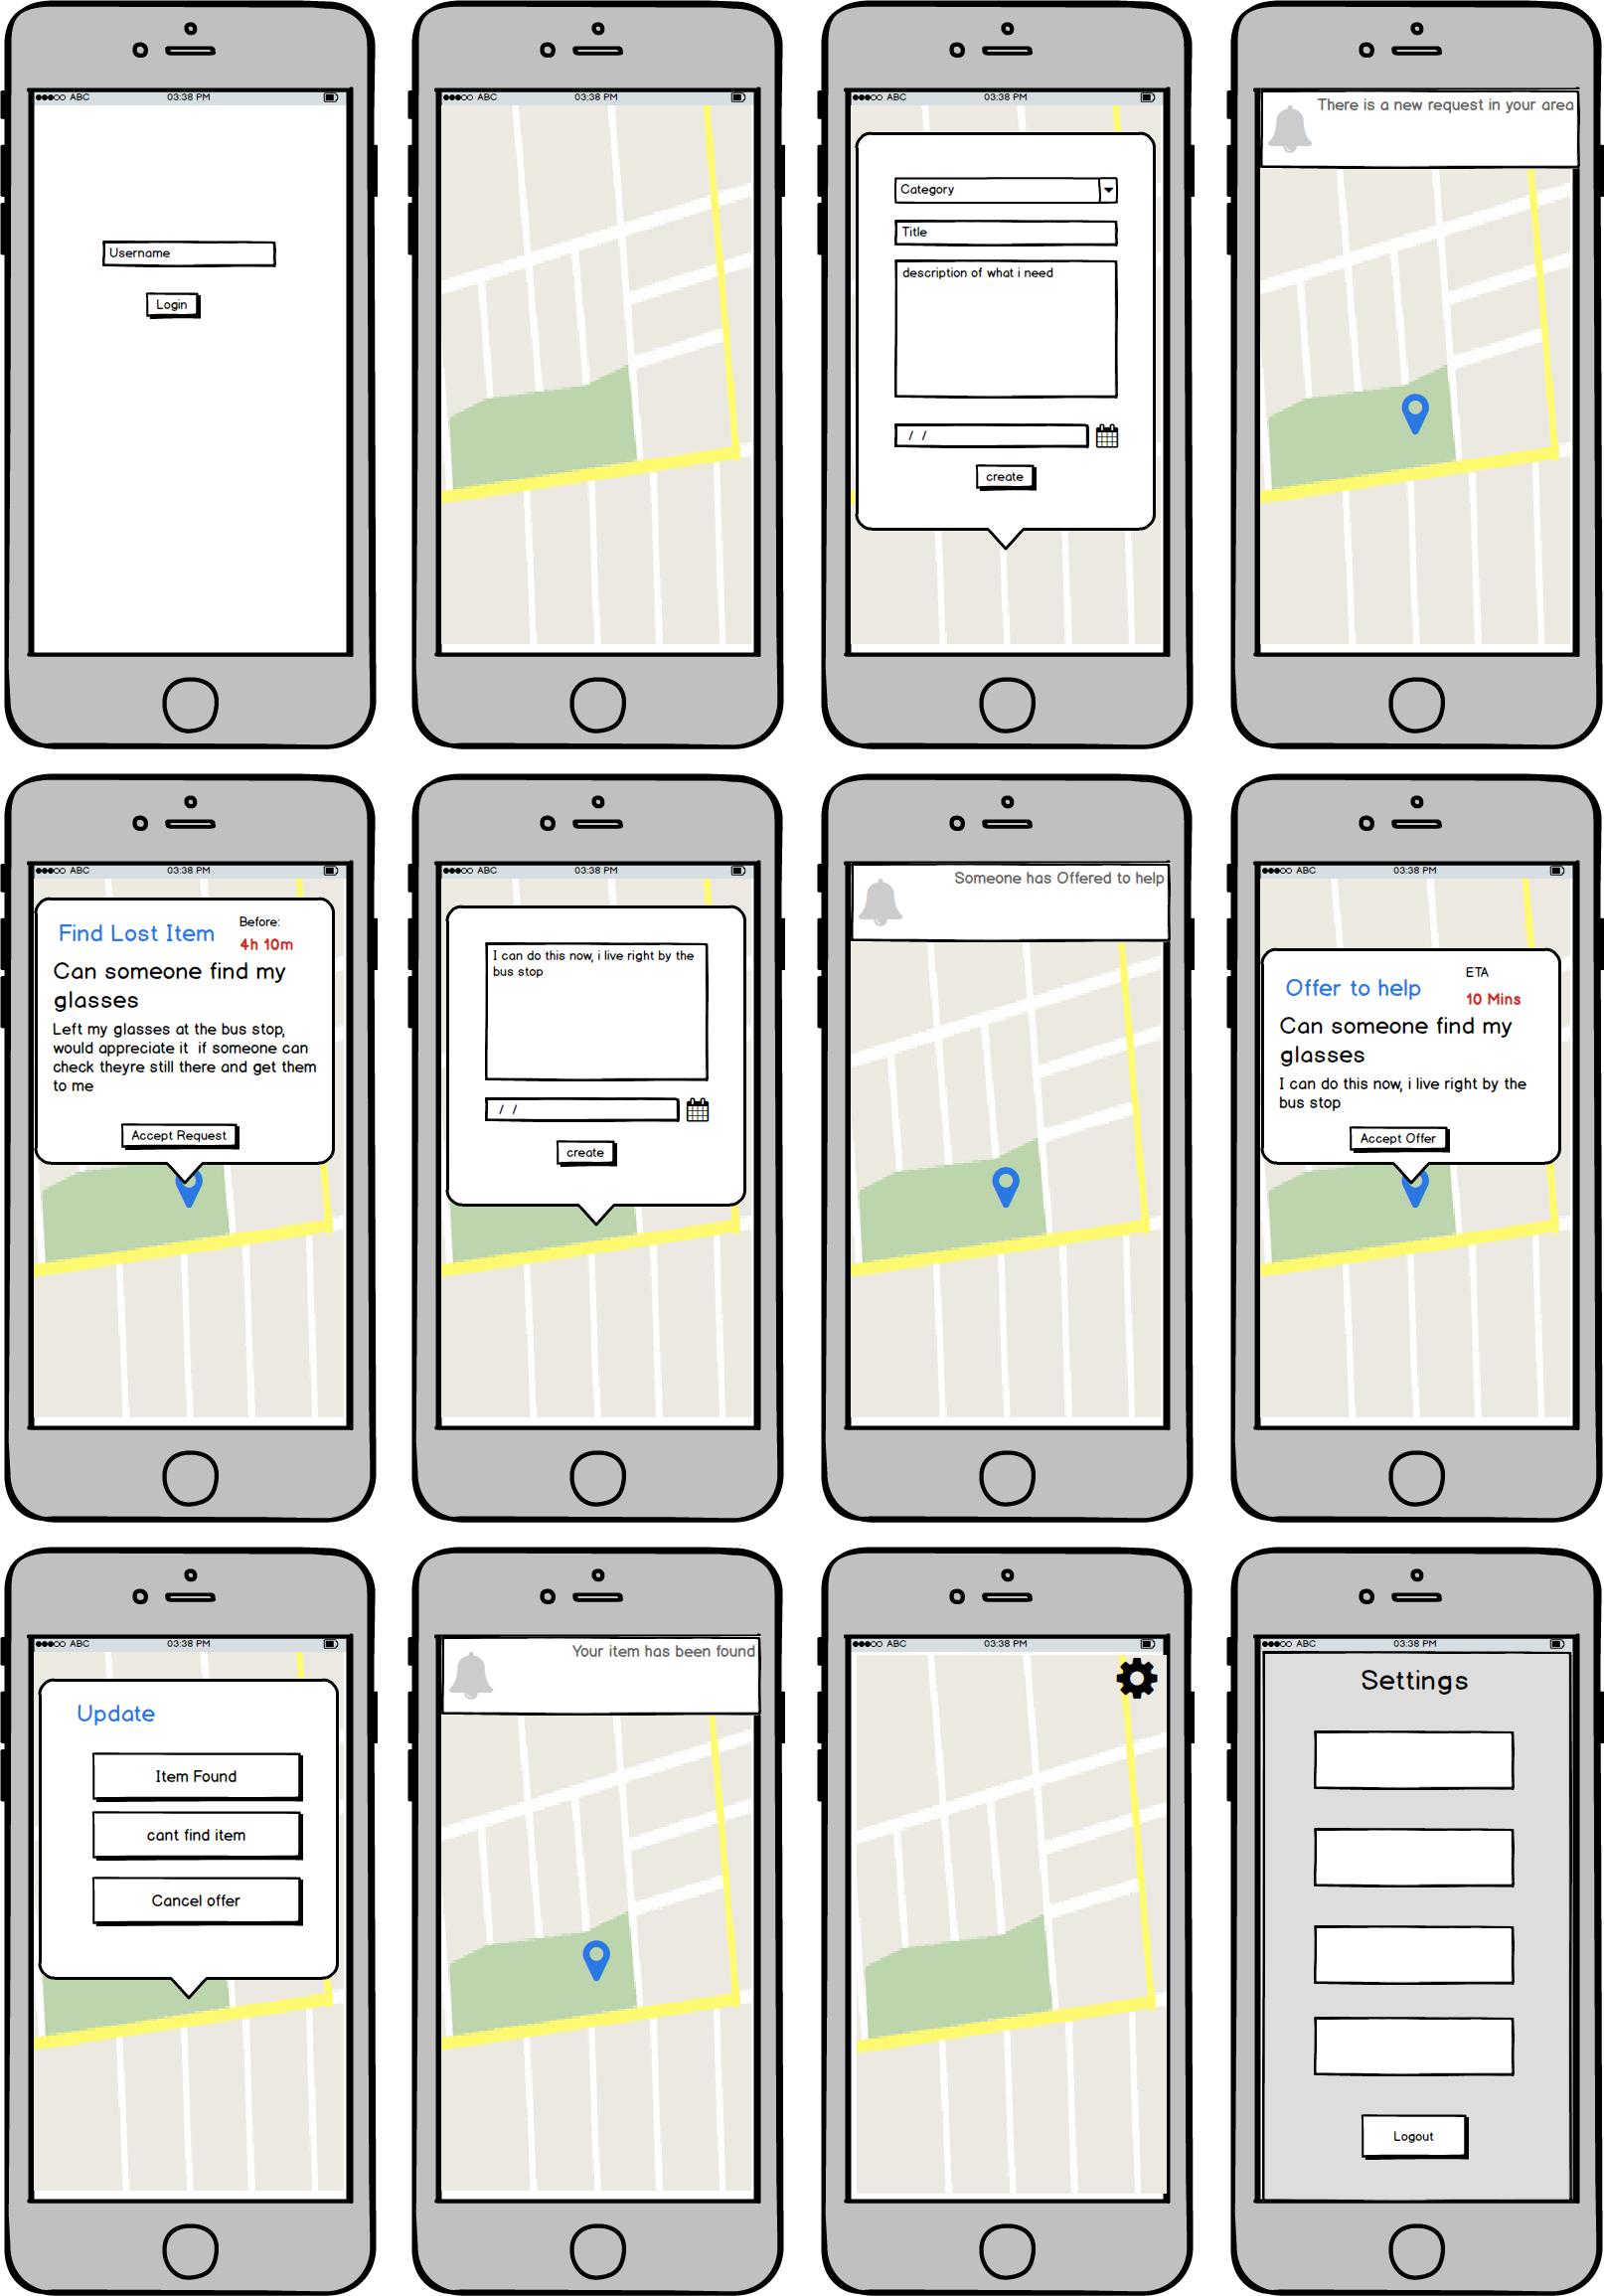 ABC 03:38 PM
Username
Login
ABC 03:38 PM
ABC 03:38 PM
Category
Title
description of what i need
/ /
create
There is a new request in your area
ABC 03:38 PM
Find Lost Item
Before:
4h 10m
Can someone find my
glasses
Left my glasses at the bus stop,
would appreciate it if someone can
check theyre still there and get them
to me
Accept Request
ABC 03:38 PM
I can do this now, i live right by the
bus stop
/ /
create
Someone has Offered to help
ABC 03:38 PM
Offer to help
ETA
10 Mins
Can someone find my
glasses
I can do this now, i live right by the
bus stop
Accept Offer
ABC 03:38 PM
Update
Item Found
cant find item
Cancel offer
Your item has been found
ABC 03:38 PM
ABC 03:38 PM
Settings
Logout